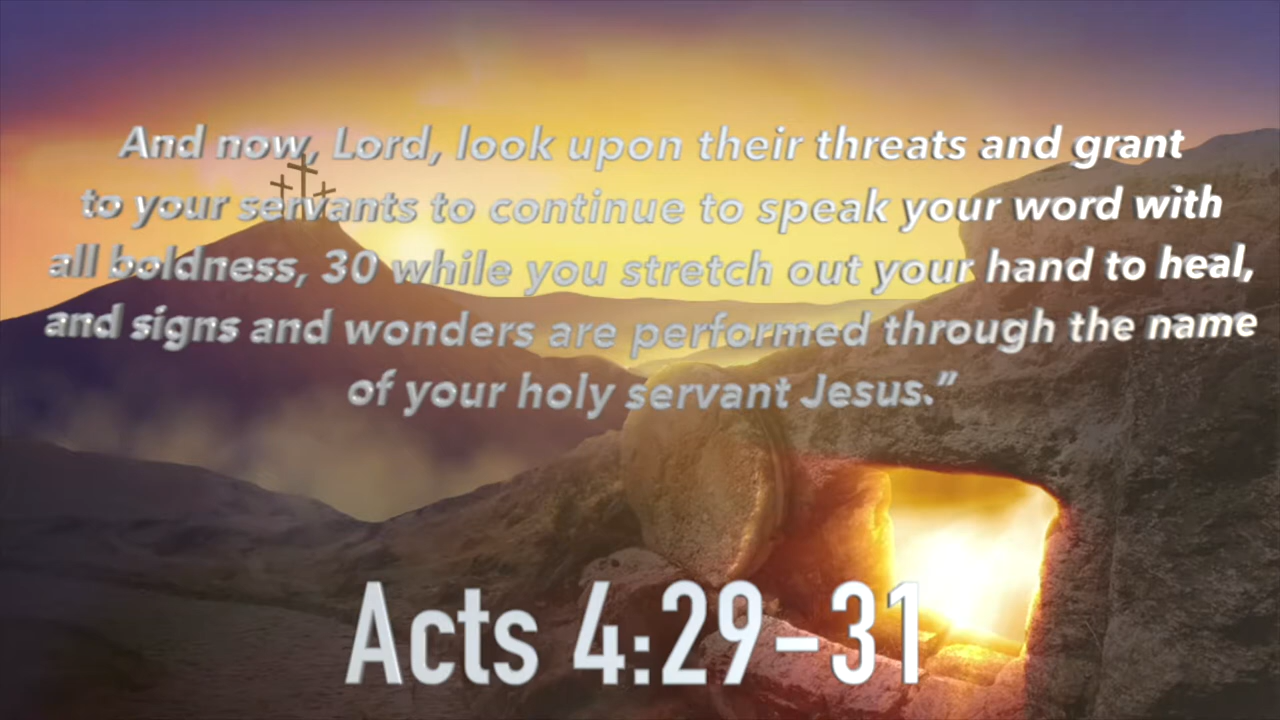 And now, Lord, look upon their threats and grant
to your servants to continue to speak your word with
all boldness, 30 while you stretch out your hand to heal,
and signs and wonders are performed through the name
of your holy servant Jesus.”
Acts 4:29-31